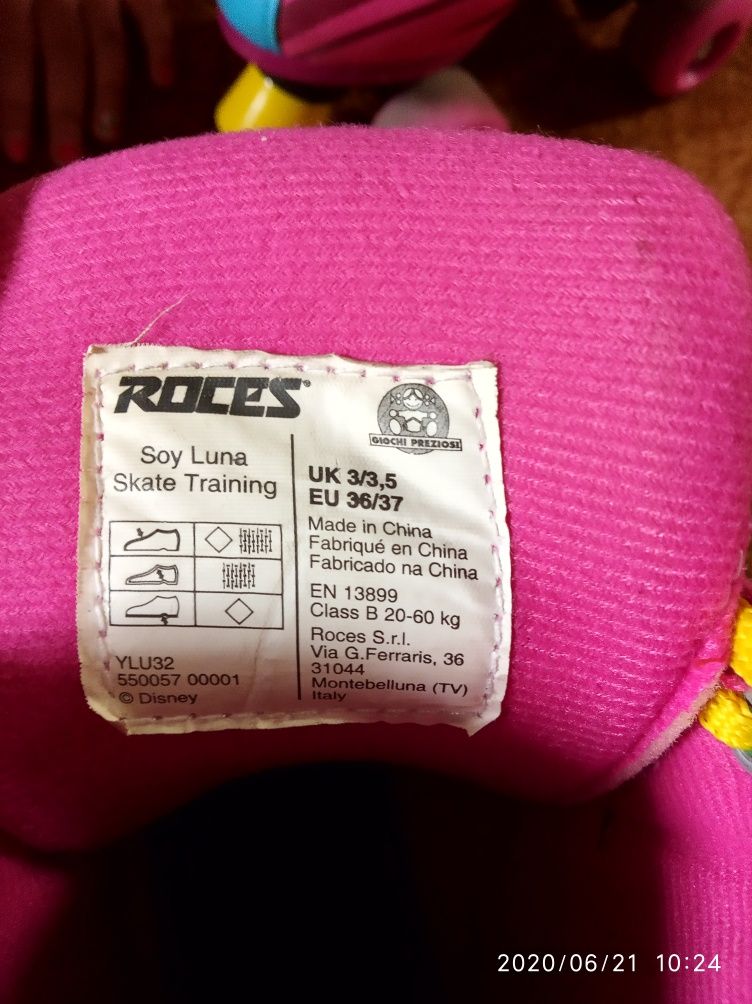 ROCES
GIOCHI PREZIOSI
Soy Luna
Skate Training
UK 3/3,5
EU 36/37
Made in China
Fabriqué en China
Fabricado na China
EN 13899
Class B 20-60 kg
Roces S.r.l.
Via G.Ferraris, 36
31044
Montebelluna (TV)
Italy
YLU32
550057 00001
© Disney
2020/06/21 10:24